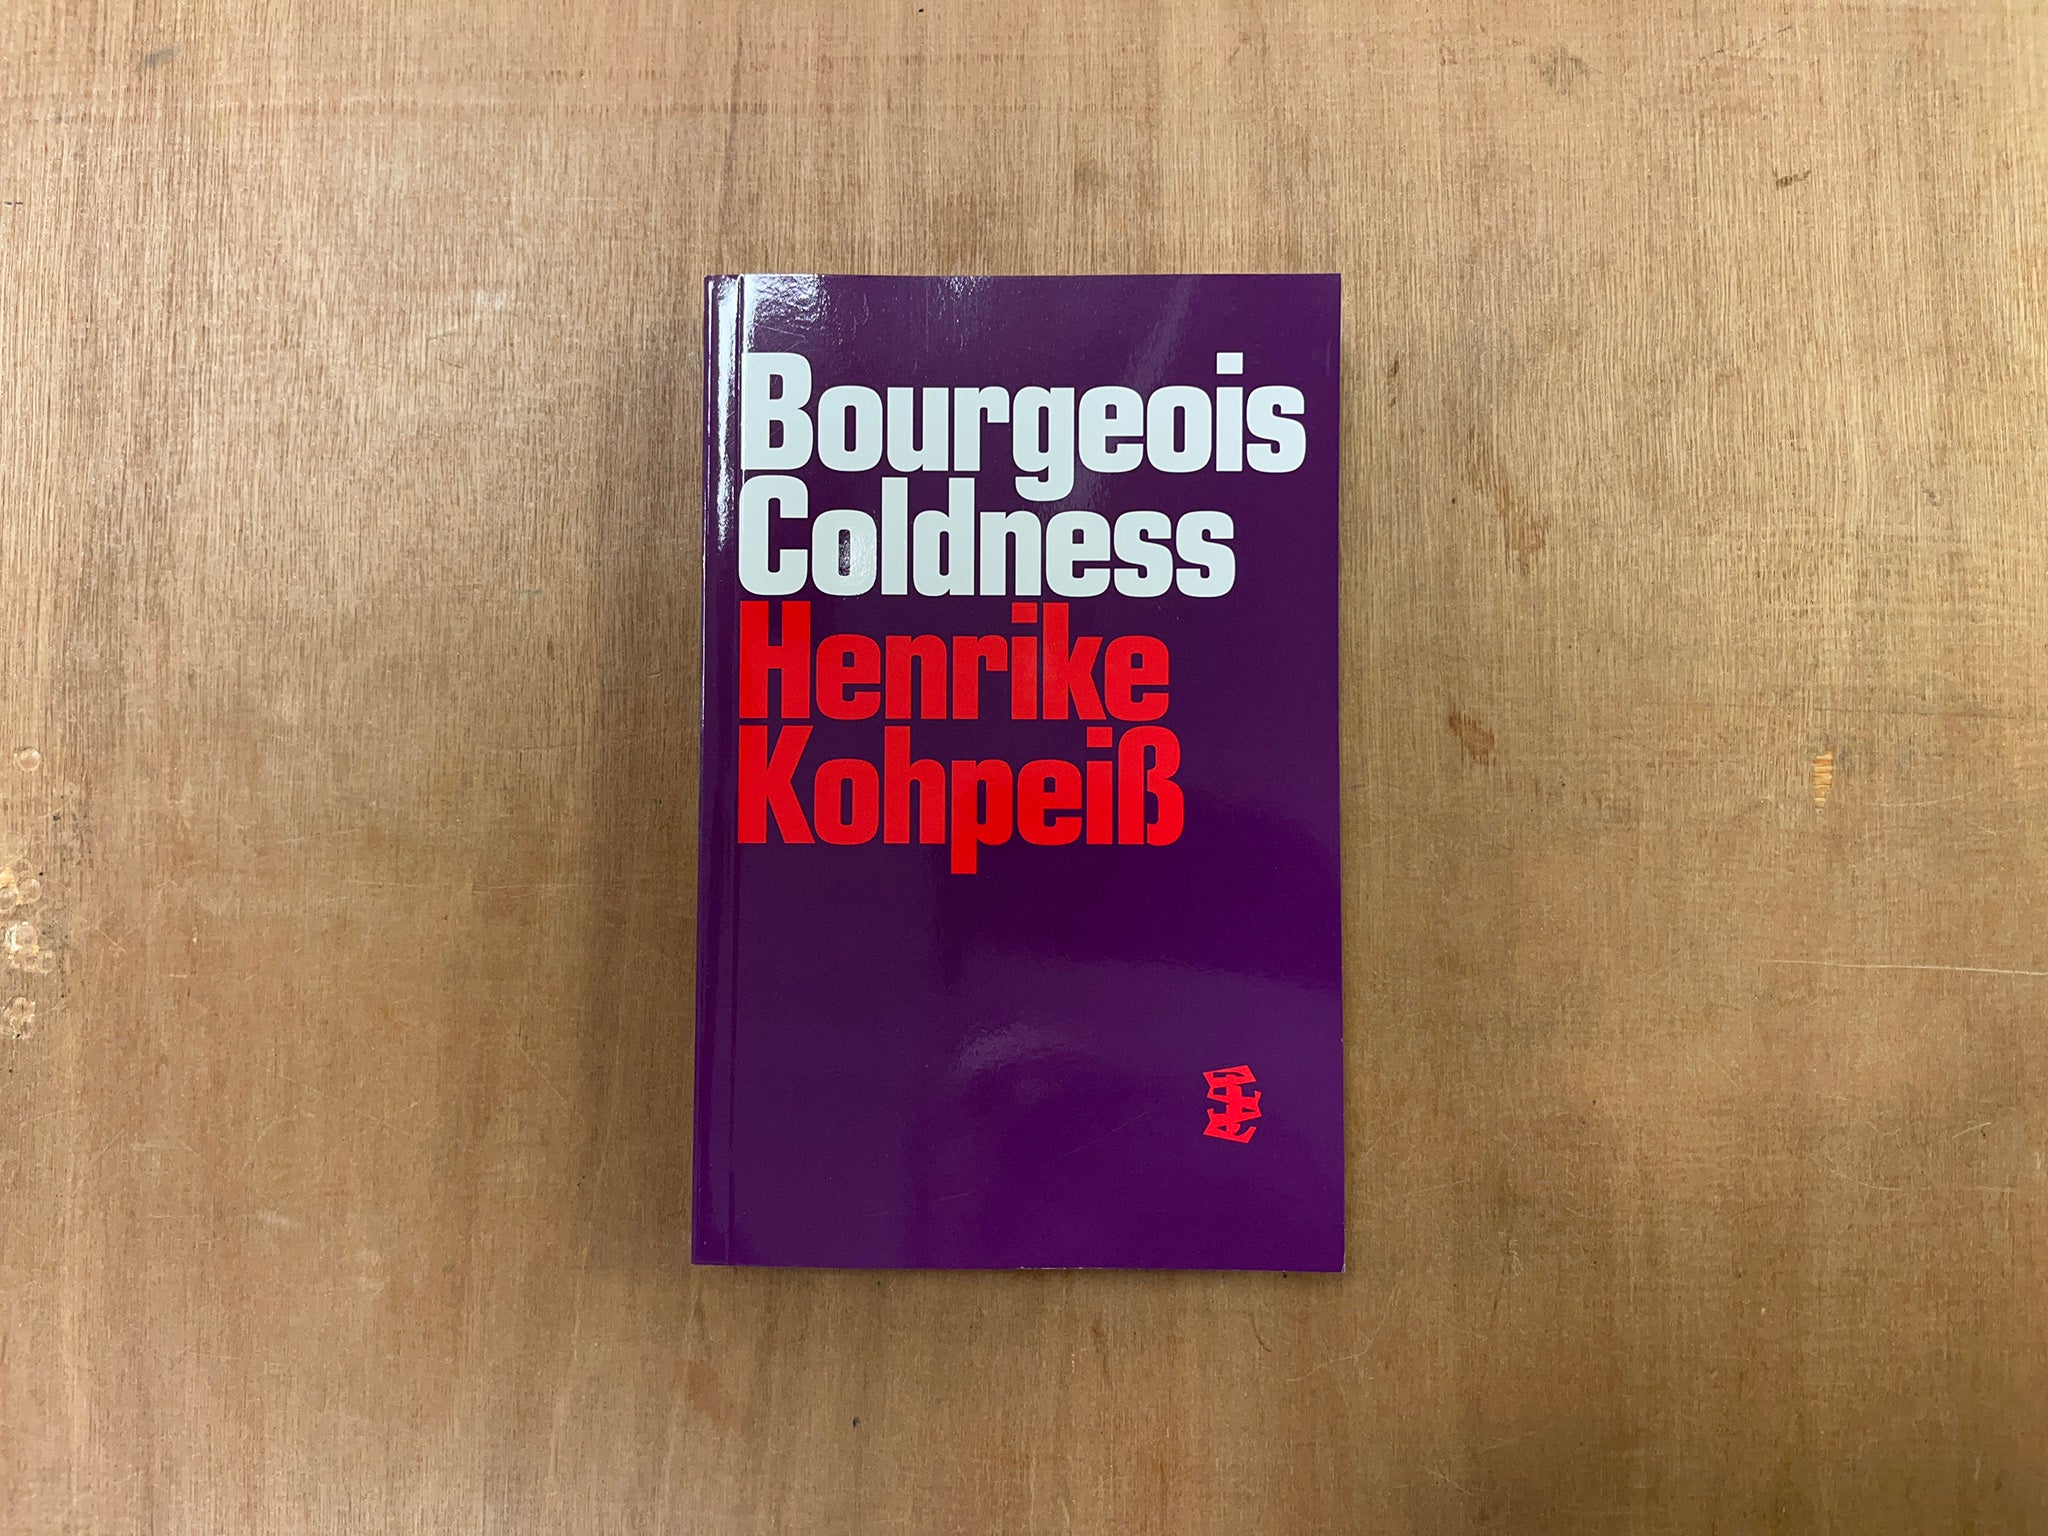 Bourgeois
Coldness
Henrike
Kohpeiß